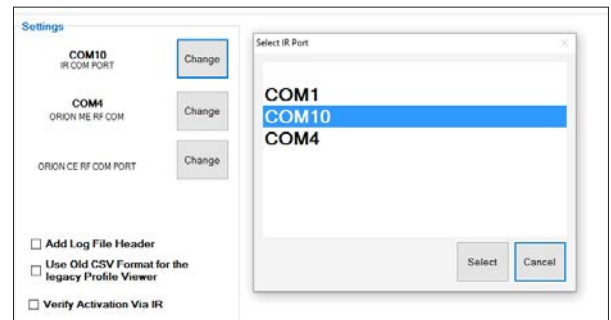 Settings
COM10
IR COM PORT
Change
COM4
ORION ME RF COM
Change
ORION CE RF COM PORT
Change
Add Log File Header
Use Old CSV Format for the
legacy Profile Viewer
Verify Activation Via IR
Select IR Port
COM1
COM10
COM4
Select
Cancel